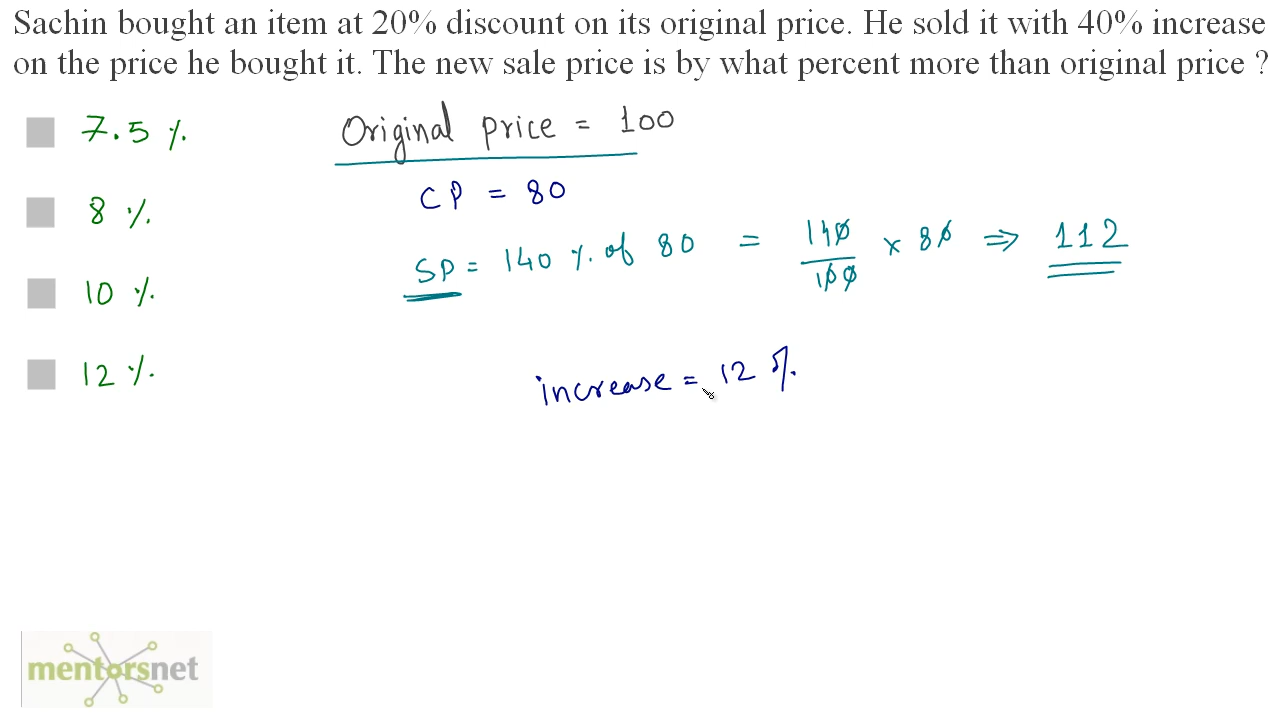 Sachin bought an item at 20% discount on its original price. He sold it with 40% increase
on the price he bought it. The new sale price is by what percent more than original price ?
7.5 %
Original price = 100
CP = 80
8 %
SP = 140 % of 80 = 140/100 x 80 ⇒ 112
10 %
12 %
increase = 12 %
mentorsnet